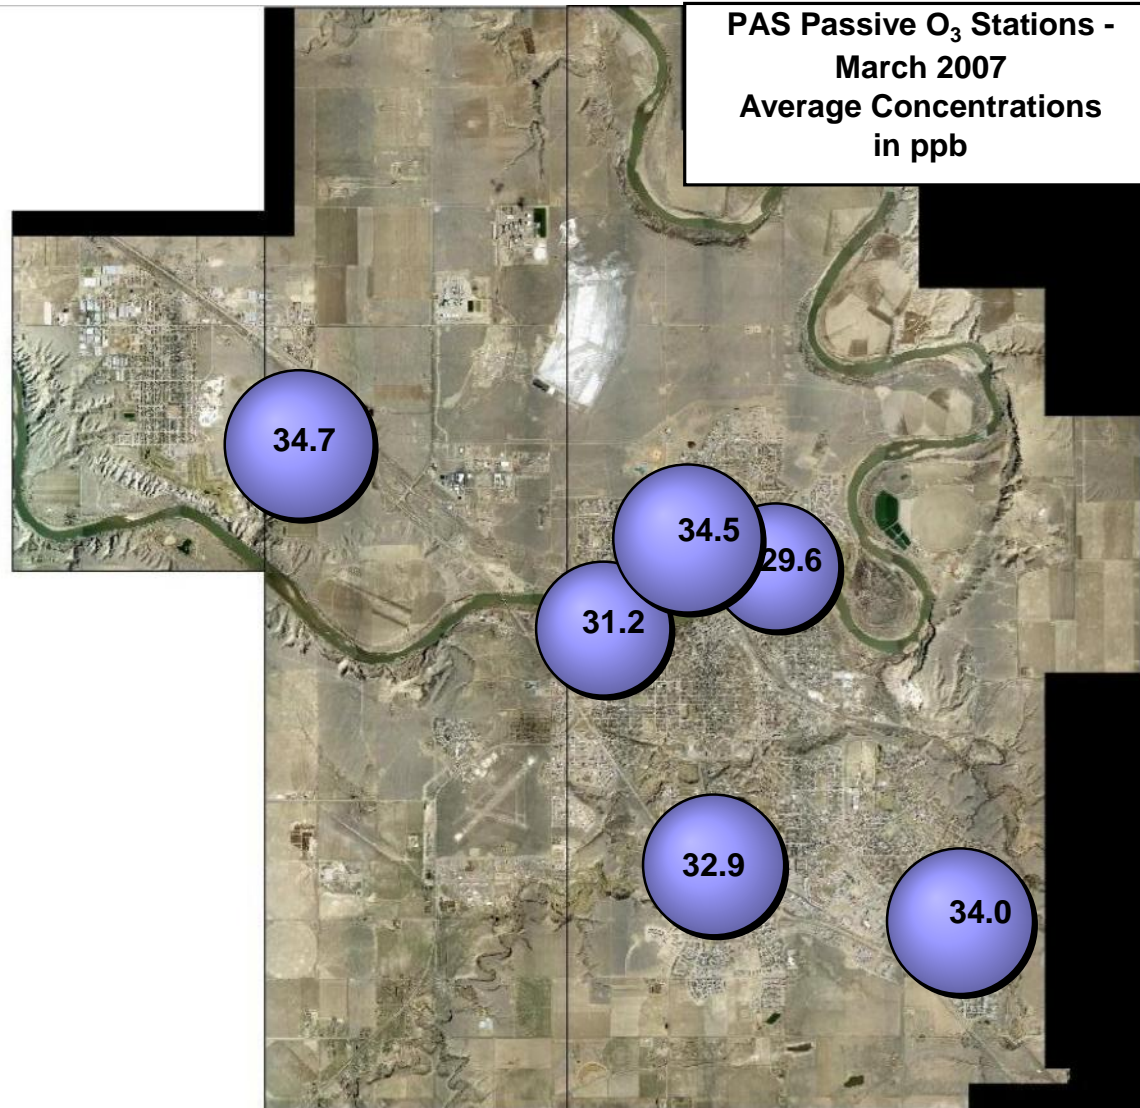 PAS Passive O₃ Stations -
March 2007
Average Concentrations
in ppb
34.7
34.5
29.6
31.2
32.9
34.0